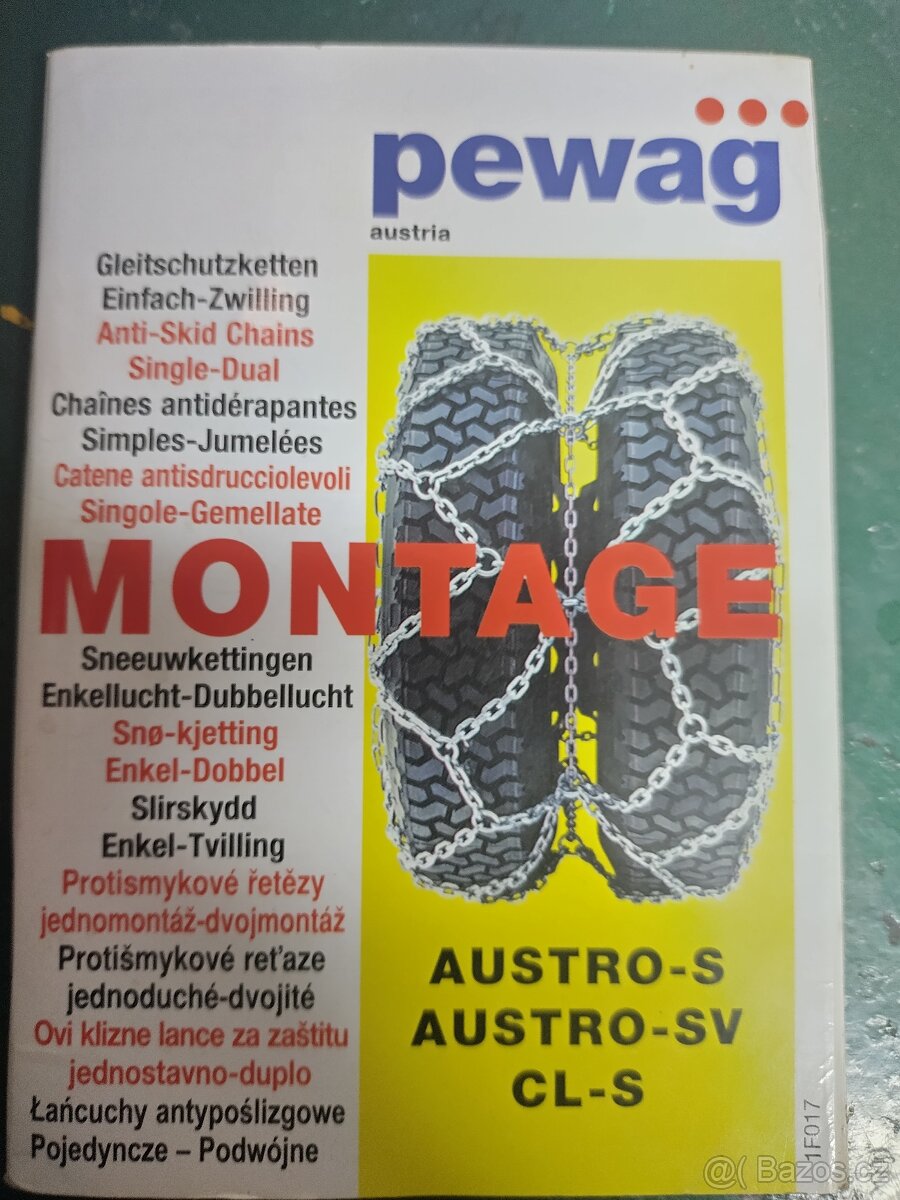 pewag
austria
Gleitschutzketten
Einfach-Zwilling
Anti-Skid Chains
Single-Dual
Chaînes antidérapantes
Simples-Jumelées
Catene antisdrucciolevoli
Singole-Gemellate
MONTAGE
Sneeuwkettingen
Enkellucht-Dubbellucht
Snø-kjetting
Enkel-Dobbel
Slirskydd
Enkel-Tvilling
Protismykové řetězy
jednomontáž-dvojmontáž
Protišmykové reťaze
jednoduché-dvojité
Ovi klizne lance za zaštitu
jednostavno-duplo
Łańcuchy antypoślizgowe
Pojedyncze – Podwójne
AUSTRO-S
AUSTRO-SV
CL-S
1F017
@( Bazos.cz